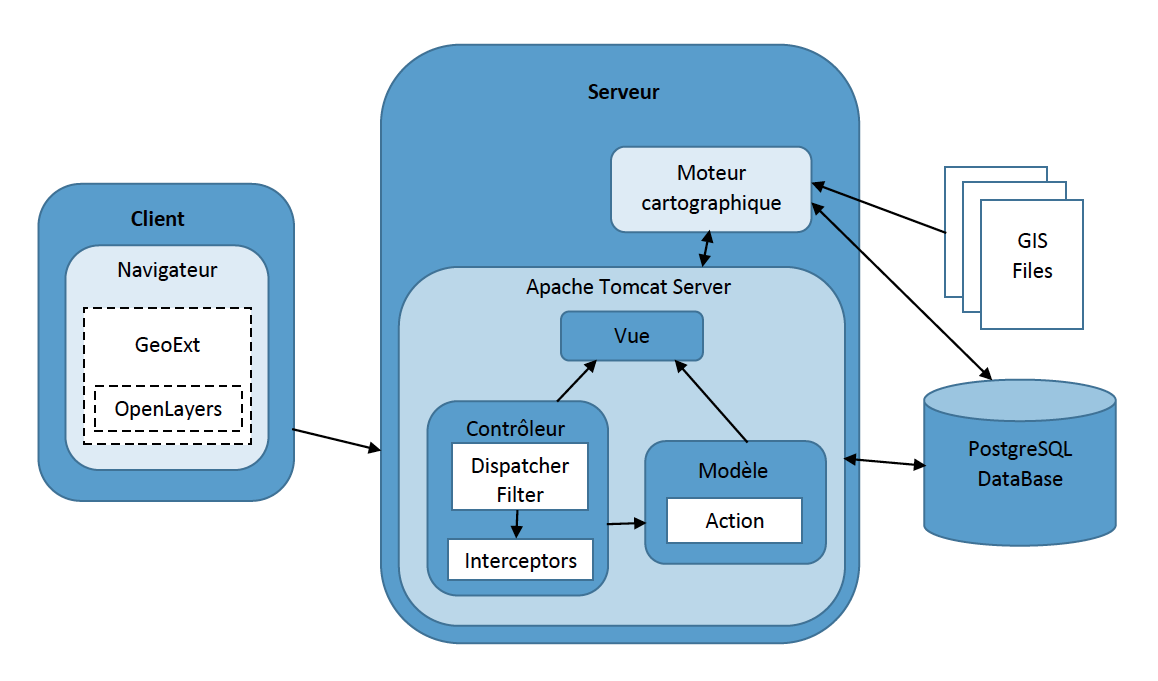 Serveur
Moteur
cartographique
Client
Navigateur
GeoExt
OpenLayers
GIS
Files
Apache Tomcat Server
Vue
Contrôleur
Dispatcher
Filter
Interceptors
Modèle
Action
PostgreSQL
DataBase